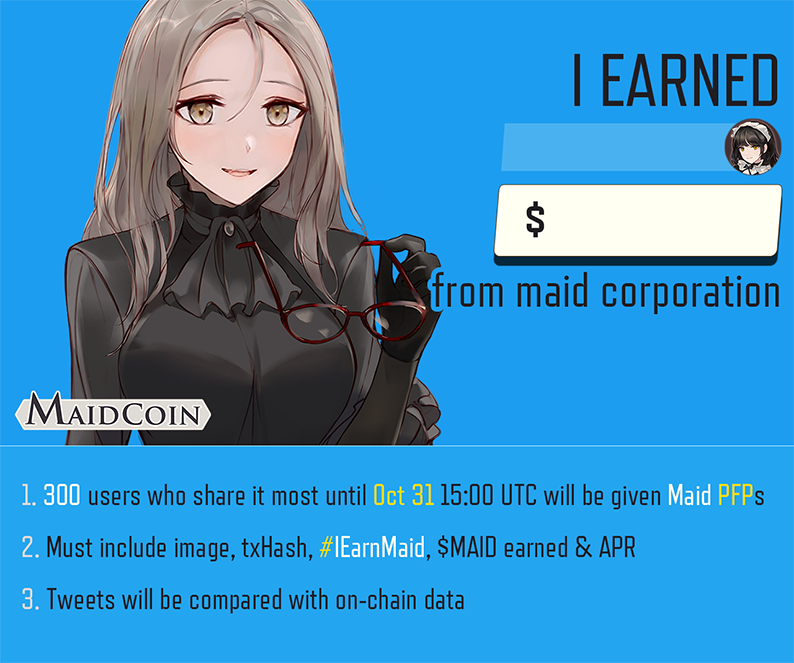 I EARNED
$
from maid corporation
MAIDCOIN
1. 300 users who share it most until Oct 31 15:00 UTC will be given Maid PFPs
2. Must include image, txHash, #IEarnMaid, $MAID earned & APR
3. Tweets will be compared with on-chain data